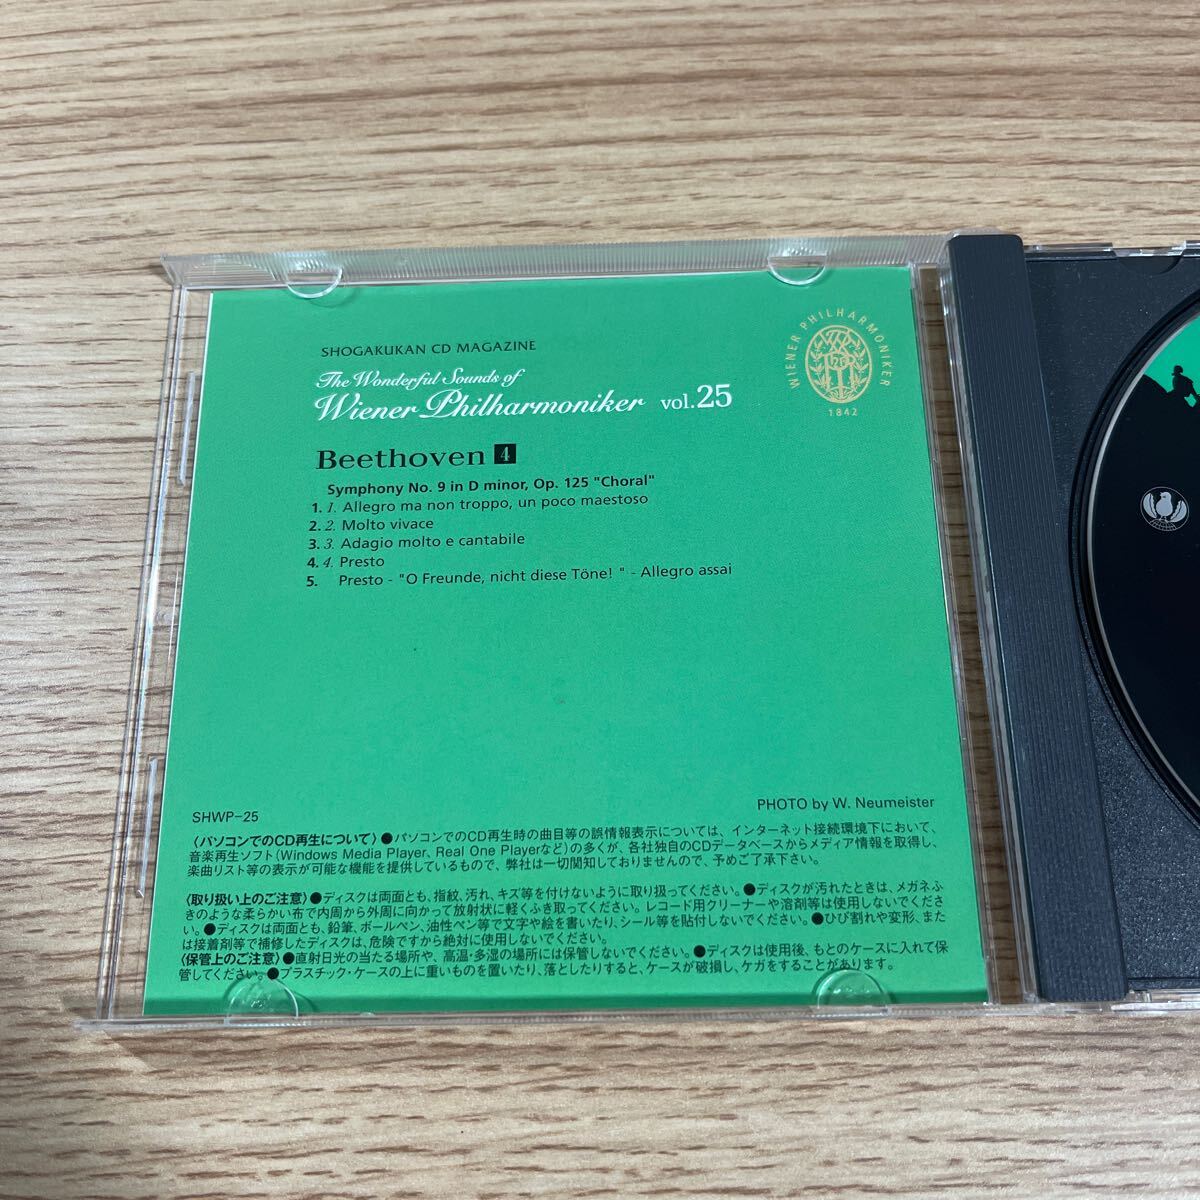 SHOGAKUKAN CD MAGAZINE
The Wonderful Sounds of
Wiener Philharmoniker vol.25
WIENER PHILHARMONIKER
1842
Beethoven 4
Symphony No. 9 in D minor, Op. 125 "Choral"
1. 1. Allegro ma non troppo, un poco maestoso
2. 2. Molto vivace
3. 3. Adagio molto e cantabile
4. 4. Presto
5. Presto - "O Freunde, nicht diese Töne! " - Allegro assai
SHWP-25
PHOTO by W. Neumeister
〈パソコンでのCD再生について〉●パソコンでのCD再生時の曲目等の誤情報表示については、インターネット接続環境下において、
音楽再生ソフト(Windows Media Player、Real One Playerなど)の多くが、各社独自のCDデータベースからメディア情報を取得し、
楽曲リスト等の表示が可能な機能を提供しているもので、弊社は一切関知しておりませんので、予めご了承下さい。
〈取り扱い上のご注意〉●ディスクは両面とも、指紋、汚れ、キズ等を付けないように取り扱ってください。●ディスクが汚れたときは、メガネふ
きのような柔らかい布で内周から外周に向かって放射状に軽くふき取ってください。レコード用クリーナーや溶剤等は使用しないでくださ
い。●ディスクは両面とも、鉛筆、ボールペン、油性ペン等で文字や絵を書いたり、シール等を貼付しないでください。●ひび割れや変形、また
は接着剤等で補修したディスクは、危険ですから絶対に使用しないでください。
〈保管上のご注意〉●直射日光の当たる場所や、高温・多湿の場所には保管しないでください。●ディスクは使用後、もとのケースに入れて保
管してください。●プラスチック・ケースの上に重いものを置いたり、落としたりすると、ケースが破損し、ケガをすることがあります。